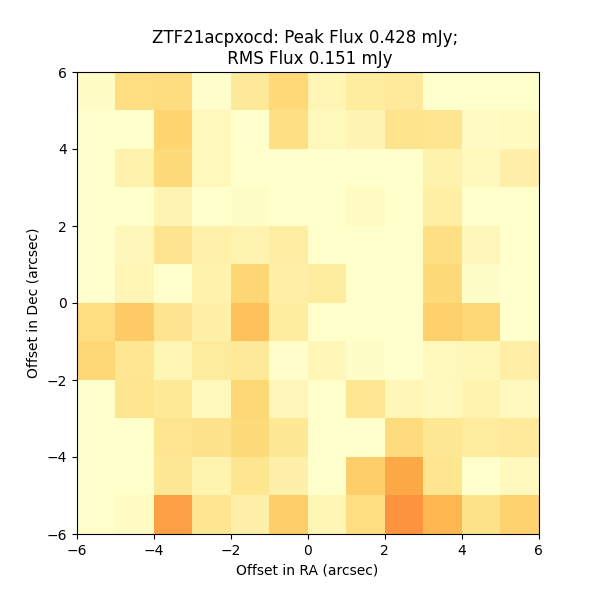 ZTF21acpxocd: Peak Flux 0.428 mJy;
RMS Flux 0.151 mJy
6
4
2
0
−2
−4
−6
Offset in Dec (arcsec)
−6 −4 −2 0 2 4 6
Offset in RA (arcsec)